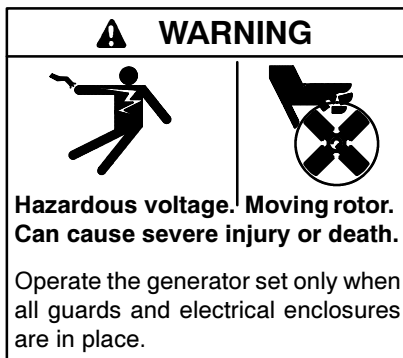 WARNING
Hazardous voltage. Moving rotor.
Can cause severe injury or death.
Operate the generator set only when
all guards and electrical enclosures
are in place.